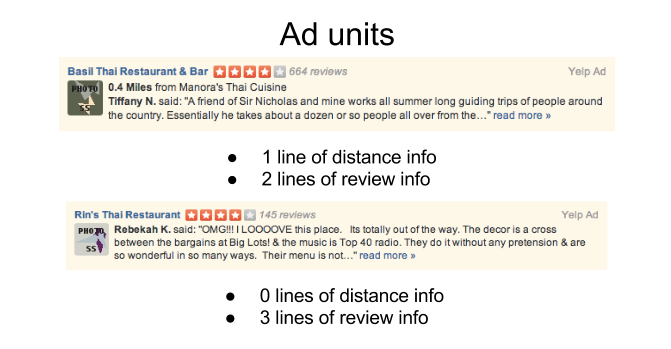 Ad units
Basil Thai Restaurant & Bar 664 reviews Yelp Ad
PHOTO
SS
0.4 Miles from Manora's Thai Cuisine
Tiffany N. said: "A friend of Sir Nicholas and mine works all summer long guiding trips of people around
the country. Essentially he takes about a dozen or so people all over from the…" read more »
● 1 line of distance info
● 2 lines of review info
Rin's Thai Restaurant 145 reviews Yelp Ad
PHOTO
SS
Rebekah K. said: "OMG!!! I LOOOOVE this place. Its totally out of the way. The decor is a cross
between the bargains at Big Lots! & the music is Top 40 radio. They do it without any pretension & are
so wonderful in so many ways. Their menu is not…" read more »
● 0 lines of distance info
● 3 lines of review info